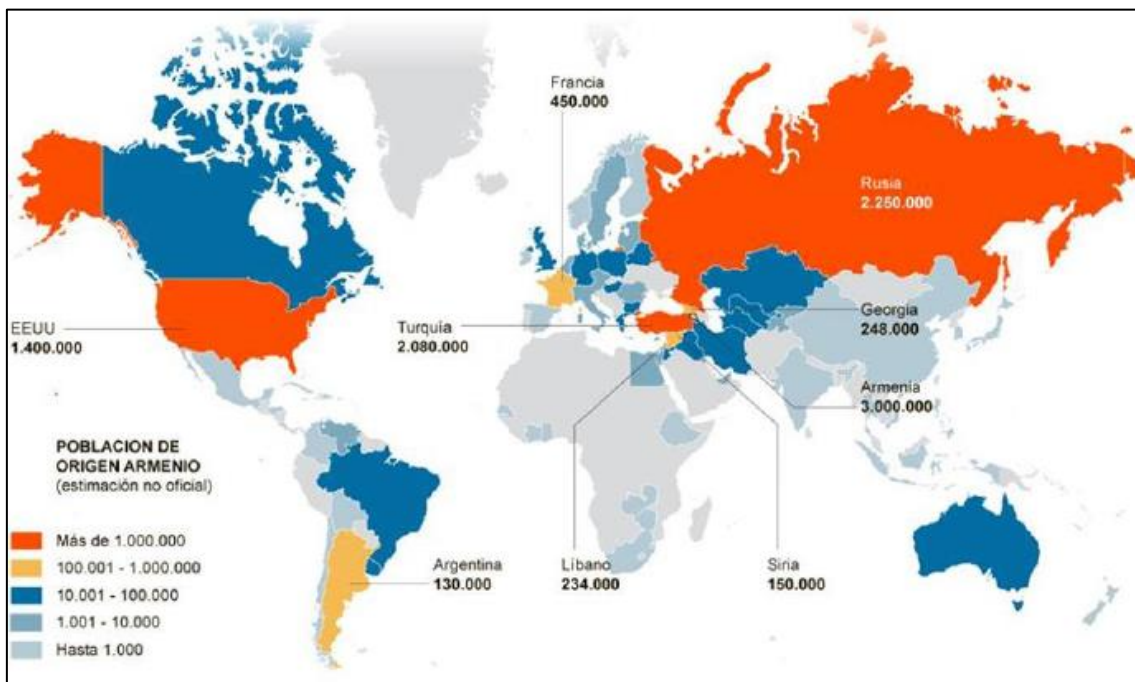 Francia
450.000
Rusia
2.250.000
EEUU
1.400.000
Turquía
2.080.000
Georgia
248.000
Armenia
3.000.000
POBLACION DE
ORIGEN ARMENIO
(estimación no oficial)
Más de 1.000.000
100.001 - 1.000.000
10.001 - 100.000
1.001 - 10.000
Hasta 1.000
Argentina
130.000
Líbano
234.000
Siria
150.000